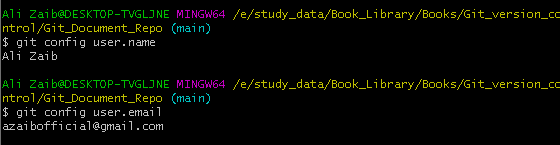 Ali Zaib@DESKTOP-TVGLJNE MINGW64 /e/study_data/Book_Library/Books/Git_version_co
ntrol/Git_Document_Repo (main)
$ git config user.name
Ali Zaib
Ali Zaib@DESKTOP-TVGLJNE MINGW64 /e/study_data/Book_Library/Books/Git_version_co
ntrol/Git_Document_Repo (main)
$ git config user.email
azaibofficial@gmail.com